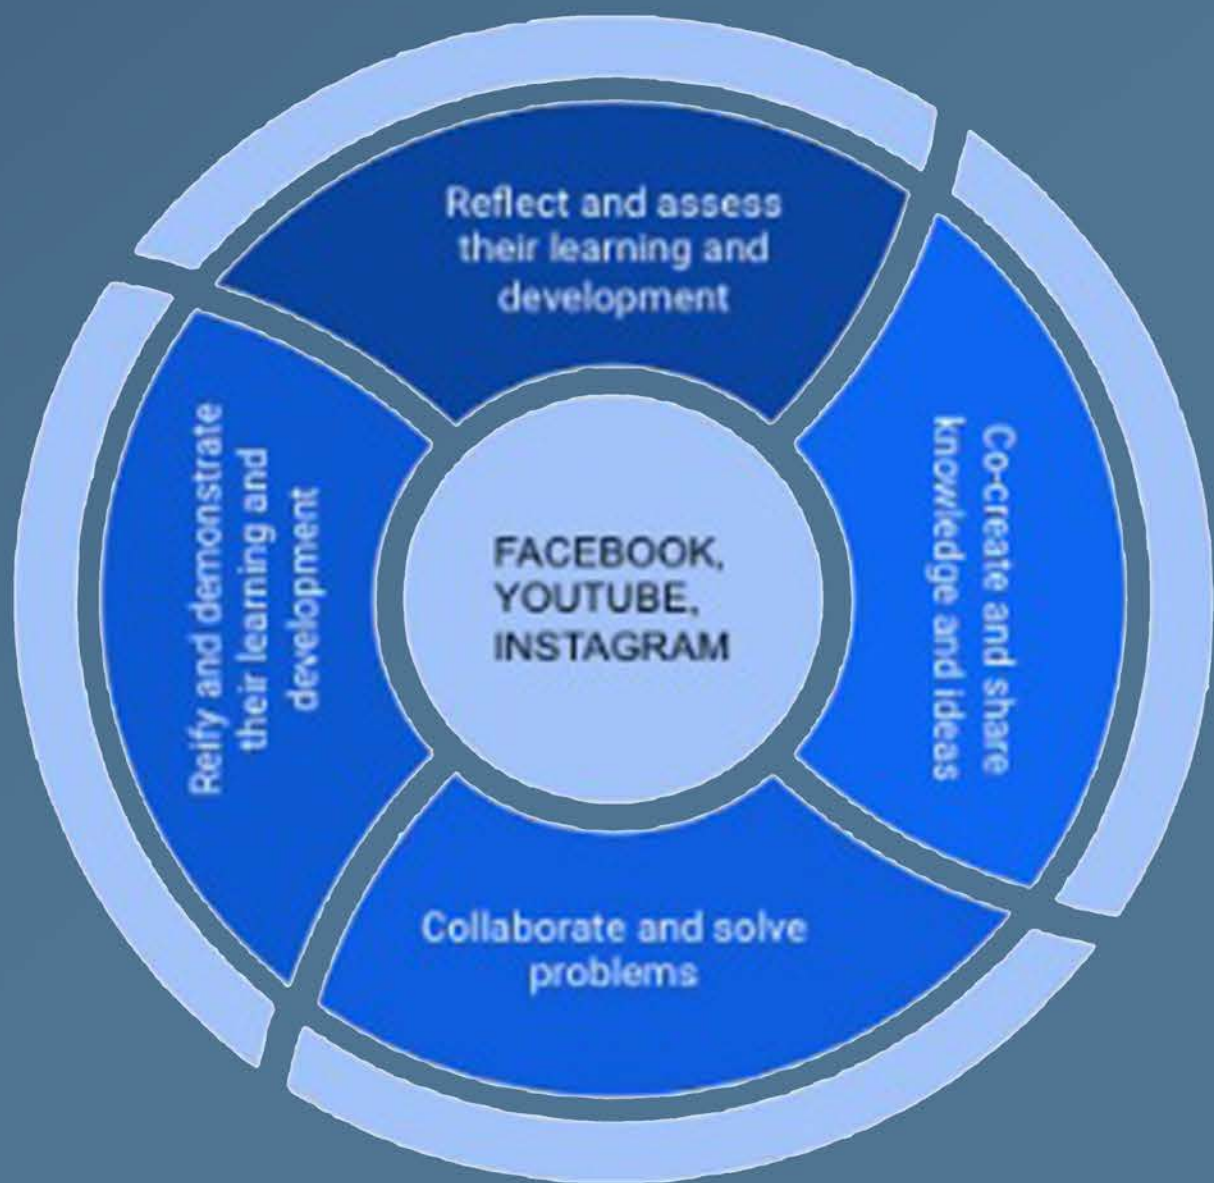 Reflect and assess
their learning and
development
Co-create and share
knowledge and ideas
Collaborate and solve
problems
Reify and demonstrate
their learning and
development
FACEBOOK,
YOUTUBE,
INSTAGRAM